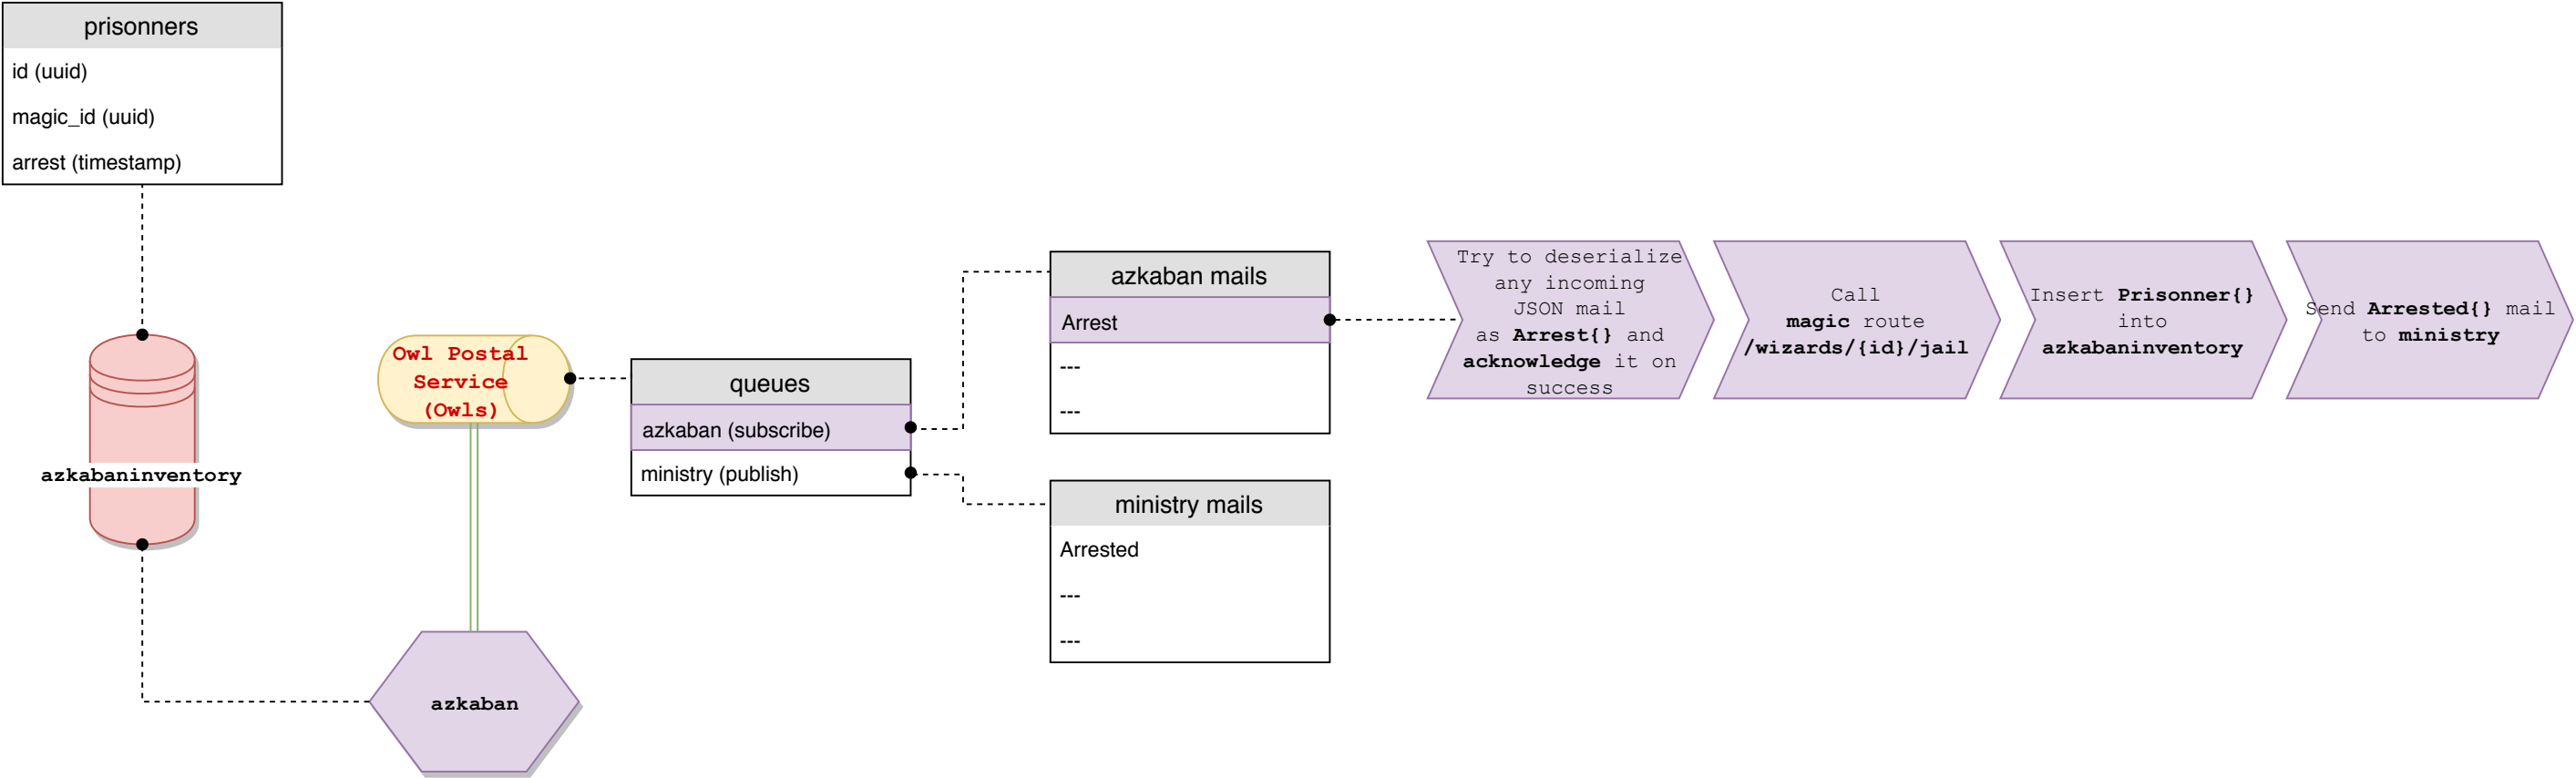 prisonners
id (uuid)
magic_id (uuid)
arrest (timestamp)
azkabaninventory
Owl Postal
Service
(Owls)
azkaban
queues
azkaban (subscribe)
ministry (publish)
azkaban mails
Arrest
---
---
ministry mails
Arrested
---
---
Try to deserialize
any incoming
JSON mail
as Arrest{} and
acknowledge it on
success
Call
magic route
/wizards/{id}/jail
Insert Prisonner{}
into
azkabaninventory
Send Arrested{} mail
to ministry